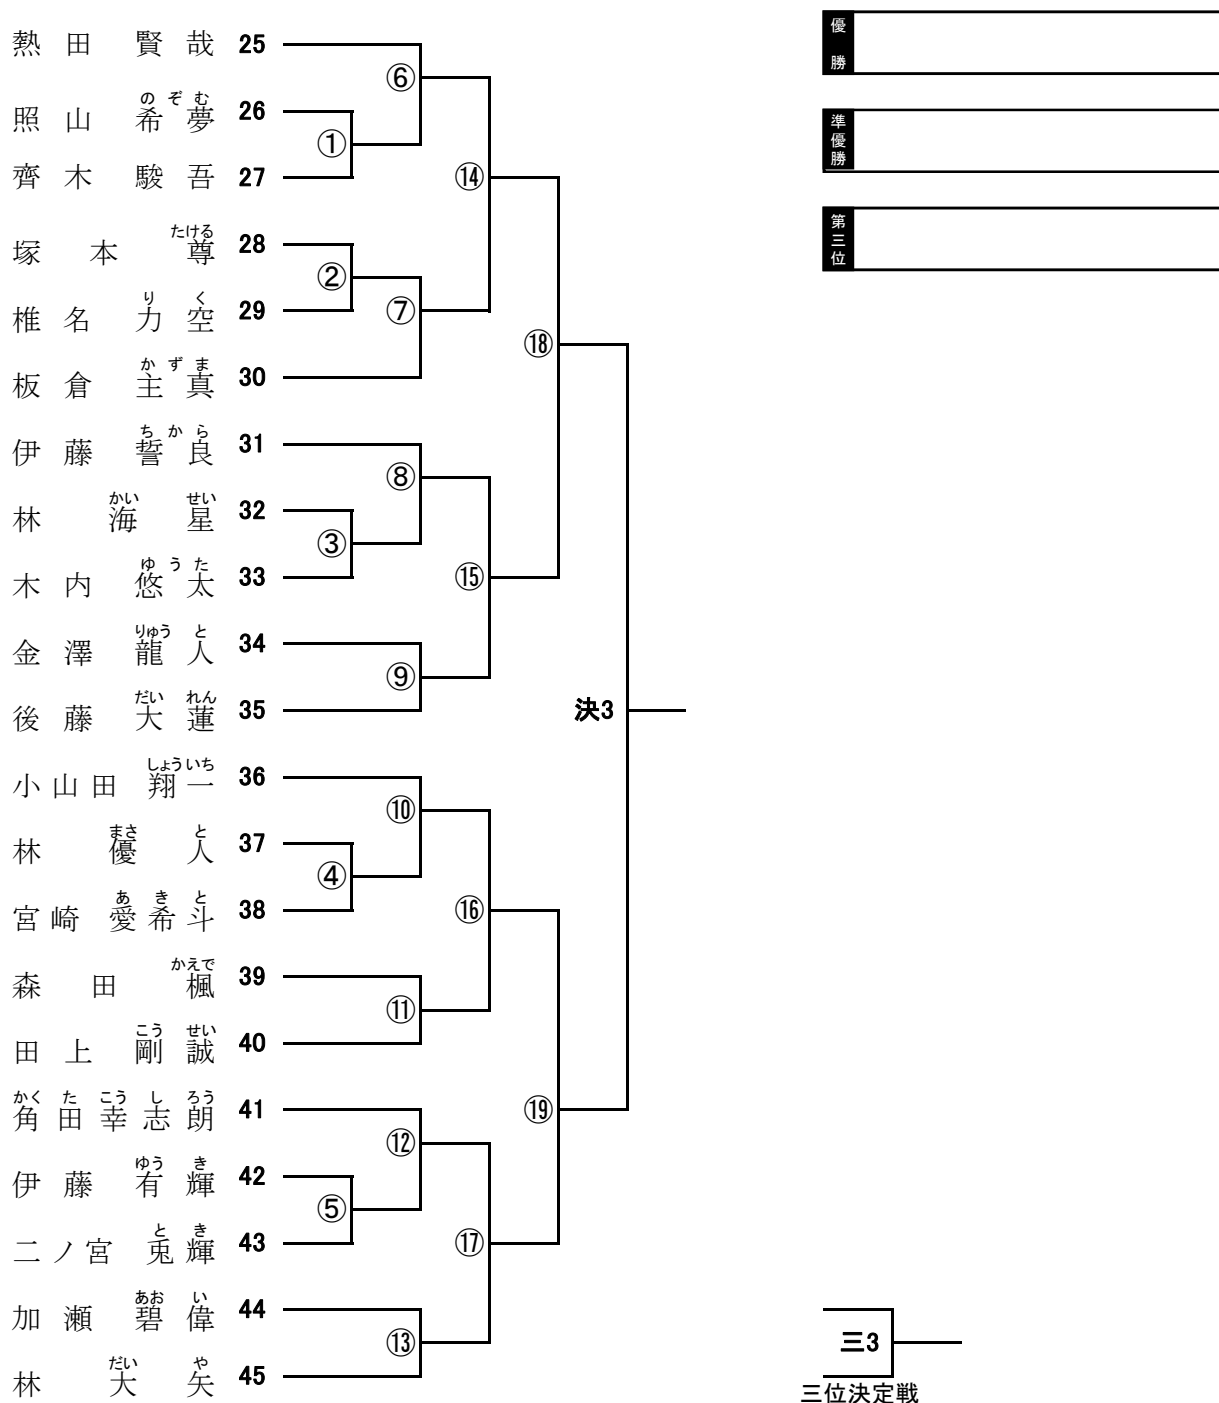 熱田 賢哉 25
照山 希夢 26
のぞむ
齊木 駿吾 27
塚本 尊 28
たける
椎名 力空 29
りく
板倉 主真 30
かずま
伊藤 誓良 31
ちから
林 海星 32
かいせい
木内 悠太 33
ゆうた
金澤 龍人 34
りゅうと
後藤 大蓮 35
だいれん
小山田 翔一 36
しょういち
林 優人 37
まさと
宮崎 愛希斗 38
あきと
森田 楓 39
かえで
田上 剛誠 40
こうせい
角田幸志朗 41
かくたこうしろう
伊藤 有輝 42
ゆうき
二ノ宮 兎輝 43
とき
加瀬 碧偉 44
あおい
林 大矢 45
だいや
①
②
③
④
⑤
⑥
⑦
⑧
⑨
⑩
⑪
⑫
⑬
⑭
⑮
⑯
⑰
⑱
⑲
決3
優勝
準優勝
第三位
三3
三位決定戦